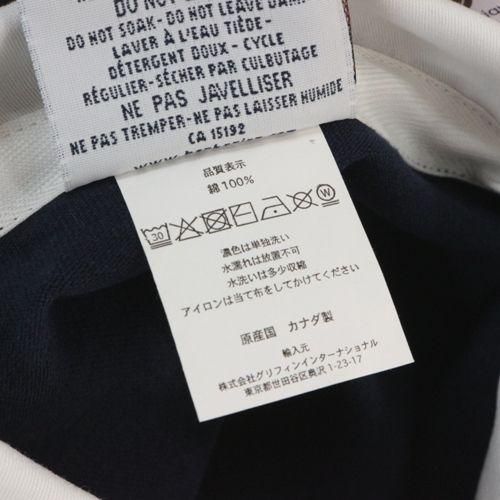 DO NOT SOAK- DO NOT LEAVE DAMP
LAVER À L'EAU TIÈDE-
DÉTERGENT DOUX - CYCLE
RÉGULIER-SÉCHER PAR CULBUTAGE
NE PAS JAVELLISER
NE PAS TREMPER-NE PAS LAISSER HUMIDE
CA 15192
品質表示
綿100%
30 W
濃色は単独洗い
水濡れは放置不可
水洗いは多少収縮
アイロンは当て布をしてかけてください
原産国 カナダ製
輸入元
株式会社グリフィンインターナショナル
東京都世田谷区奥沢1-23-17